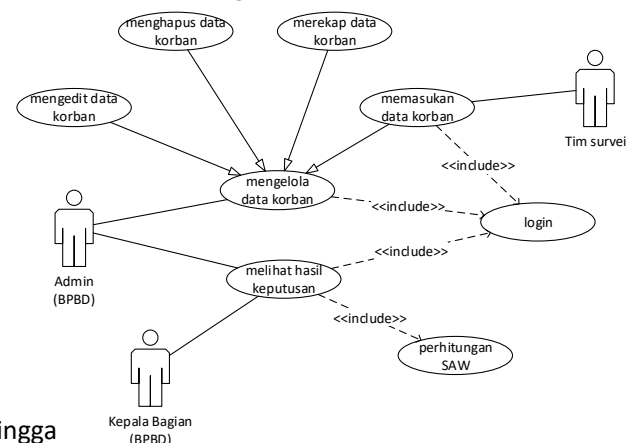 menghapus data
korban
merekap data
korban
mengedit data
korban
memasukan
data korban
Tim survei
<<include>>
mengelola
data korban
<<include>>
login
<<include>>
Admin
(BPBD)
melihat hasil
keputusan
<<include>>
perhitungan
SAW
Kepala Bagian
(BPBD)
ingga